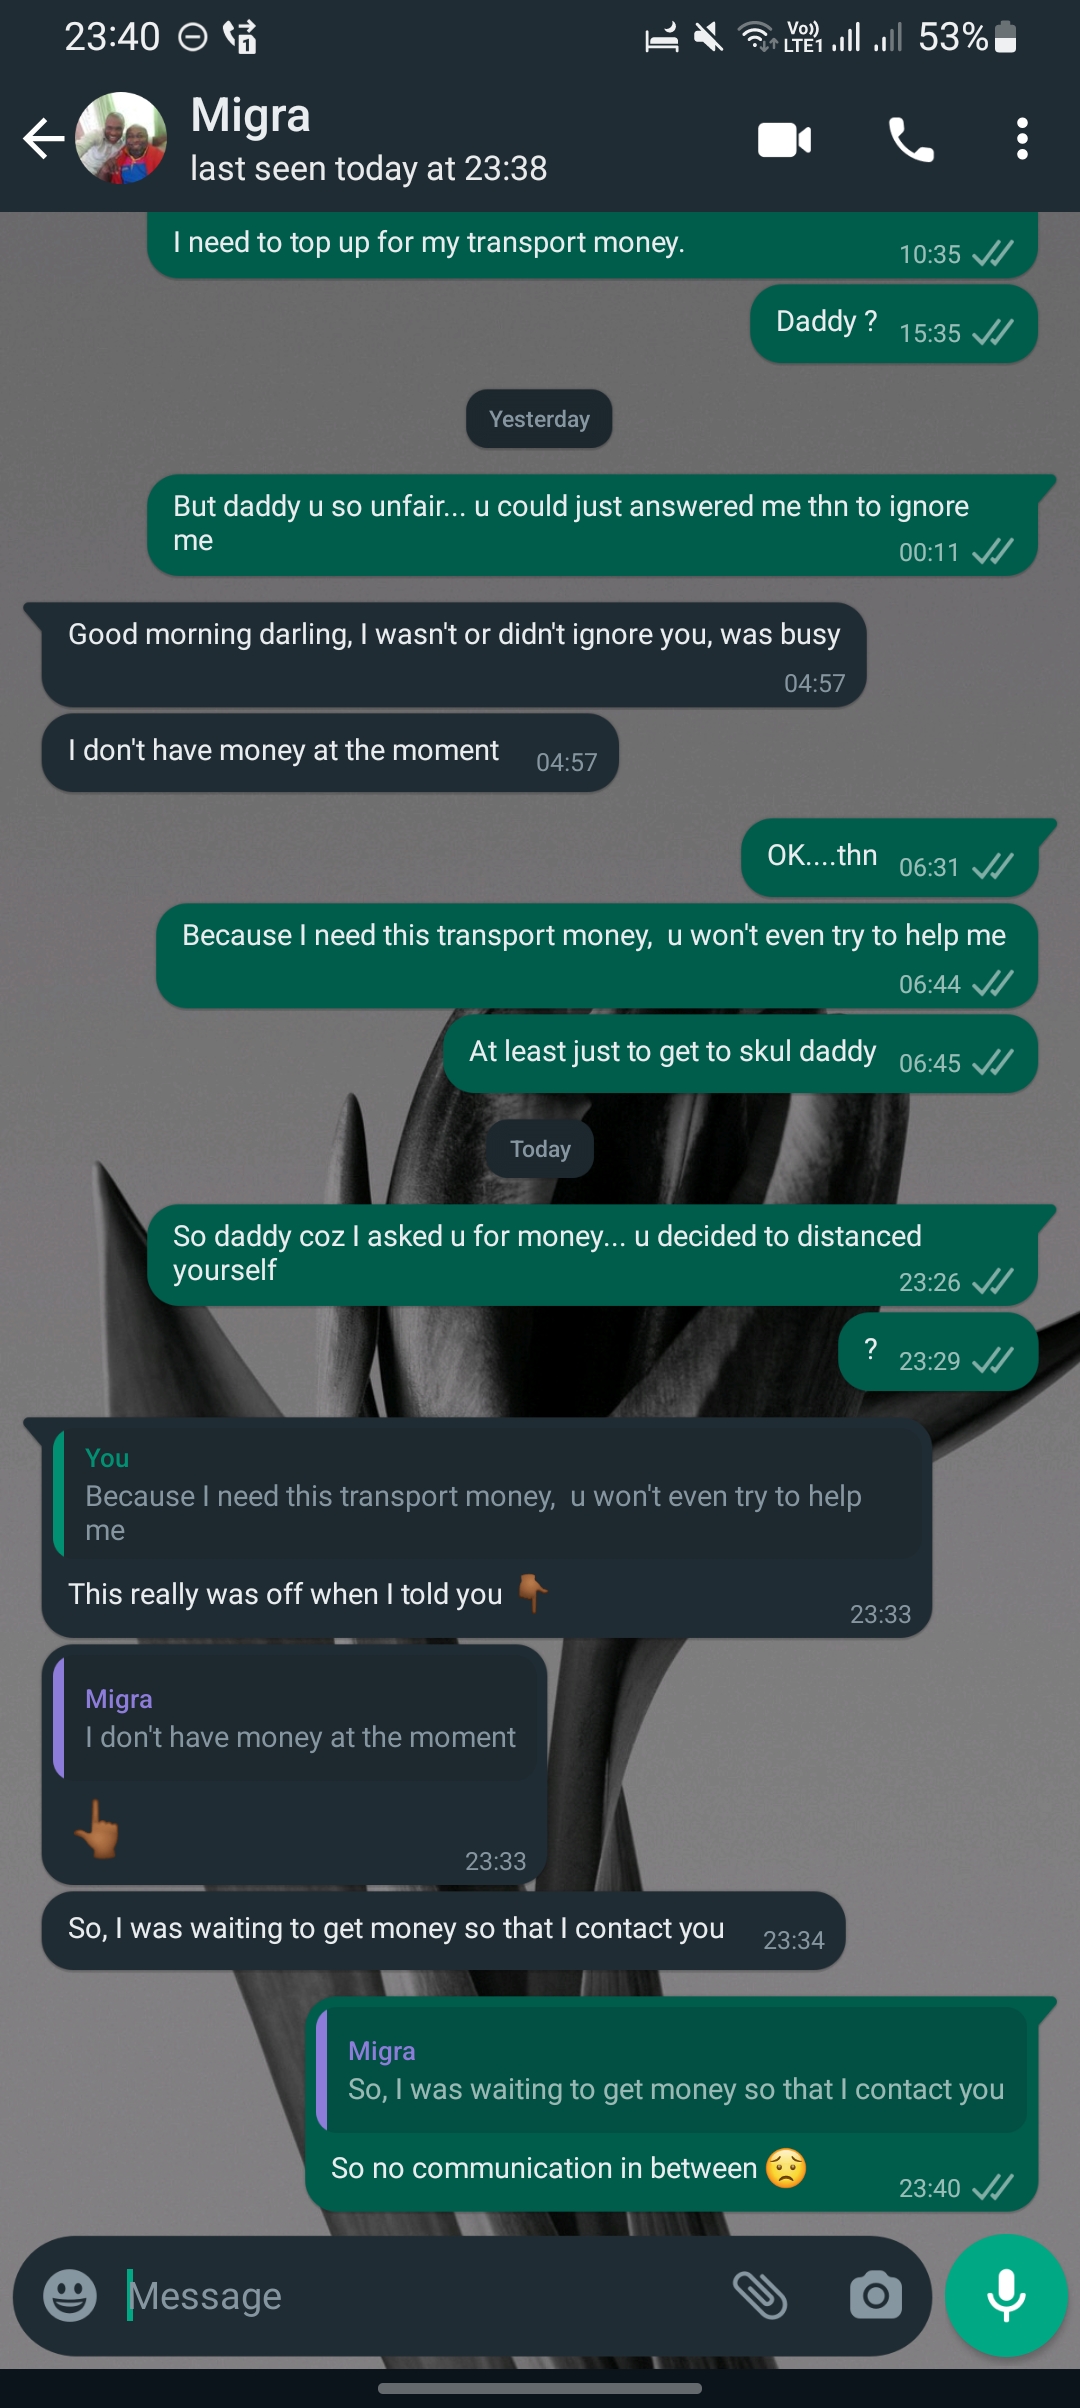 23:40
1
Vo))
LTE1
53%
Migra
last seen today at 23:38
I need to top up for my transport money.
10:35
Daddy ?
15:35
Yesterday
But daddy u so unfair... u could just answered me thn to ignore
me
00:11
Good morning darling, I wasn't or didn't ignore you, was busy
04:57
I don't have money at the moment
04:57
OK....thn
06:31
Because I need this transport money,  u won't even try to help me
06:44
At least just to get to skul daddy
06:45
Today
So daddy coz I asked u for money... u decided to distanced
yourself
23:26
?
23:29
You
Because I need this transport money,  u won't even try to help
me
This really was off when I told you 👇🏾
23:33
Migra
I don't have money at the moment
👆🏾
23:33
So, I was waiting to get money so that I contact you
23:34
Migra
So, I was waiting to get money so that I contact you
So no communication in between 😟
23:40
Message